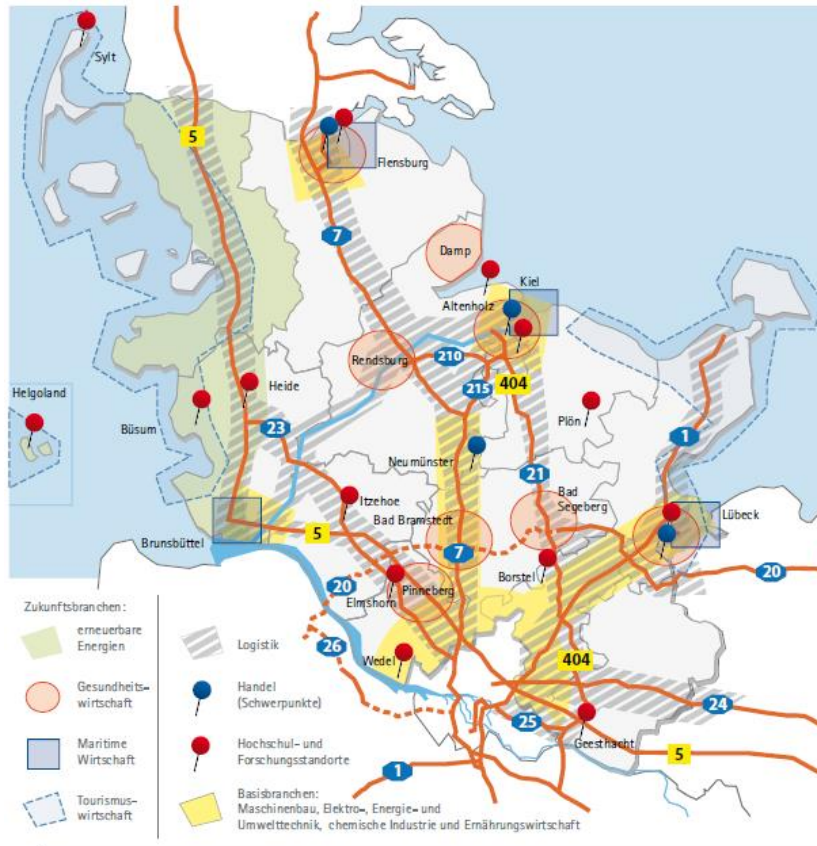 Sylt
5
Flensburg
7
Damp
Kiel
Altenholz
Rendsburg
210
215
404
Helgoland
Heide
Büsum
Plön
1
23
Neumünster
21
Itzehoe
Bad
Segeberg
Bad Bramstedt
Lübeck
Brunsbüttel
5
7
20
Borstel
20
Elmshorn
Pinneberg
26
Wedel
404
24
25
Geesthacht
5
1
Zukunftsbranchen:
erneuerbare
Energien
Gesundheits-
wirtschaft
Maritime
Wirtschaft
Tourismus-
wirtschaft
Logistik
Handel
(Schwerpunkte)
Hochschul- und
Forschungsstandorte
Basisbranchen:
Maschinenbau, Elektro-, Energie- und
Umwelttechnik, chemische Industrie und Ernährungswirtschaft